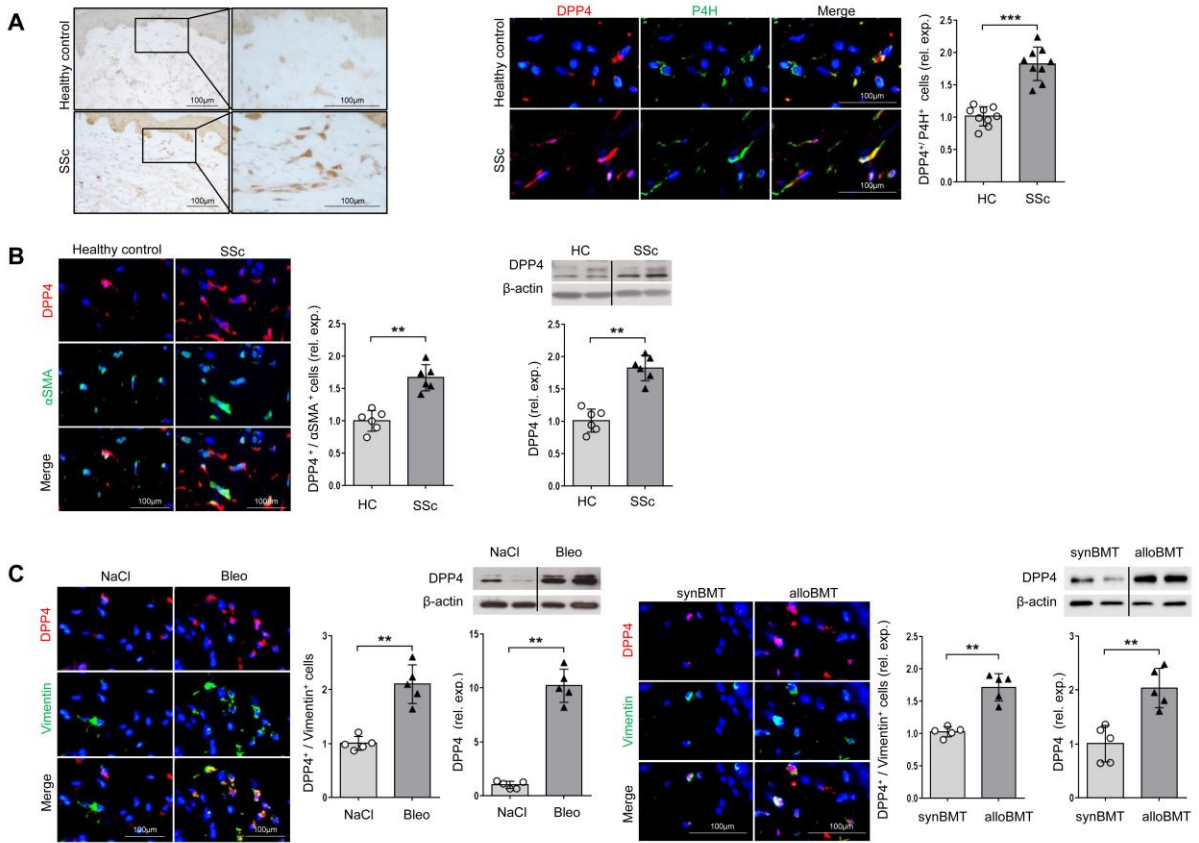 A
Healthy control
SSc
100µm
100µm
100µm
100µm
DPP4
P4H
Merge
Healthy control
SSc
100µm
100µm
DPP4⁺/ P4H⁺ cells (rel. exp.)
2.5
2.0
1.5
1.0
0.5
0.0
***
HC
SSc
B
Healthy control
SSc
DPP4
αSMA
Merge
100µm
100µm
DPP4⁺ / αSMA⁺ cells (rel. exp.)
2.5
2.0
1.5
1.0
0.5
0.0
**
HC
SSc
HC
SSc
DPP4
β-actin
DPP4 (rel. exp.)
2.5
2.0
1.5
1.0
0.5
0.0
**
HC
SSc
C
NaCl
Bleo
DPP4
Vimentin
Merge
100µm
100µm
DPP4⁺ / Vimentin⁺ cells
3
2
1
0
**
NaCl
Bleo
NaCl
Bleo
DPP4
β-actin
DPP4 (rel. exp.)
15
10
5
0
**
NaCl
Bleo
synBMT
alloBMT
DPP4
Vimentin
Merge
100µm
100µm
DPP4⁺ / Vimentin⁺ cells (rel. exp.)
2.5
2.0
1.5
1.0
0.5
0.0
**
synBMT
alloBMT
synBMT
alloBMT
DPP4
β-actin
DPP4 (rel. exp.)
3
2
1
0
**
synBMT
alloBMT